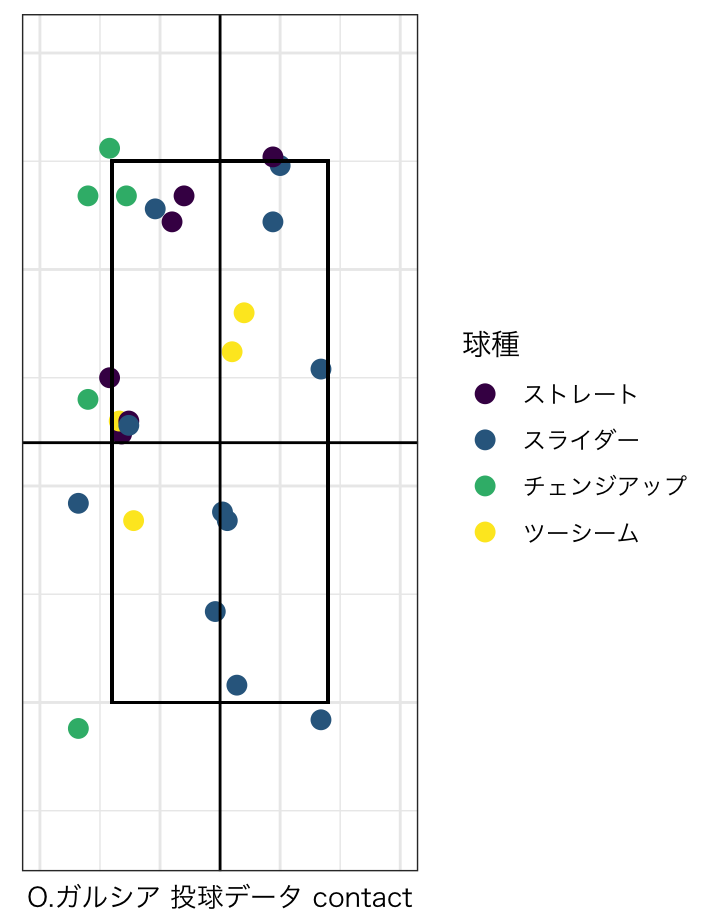 球種
ストレート
スライダー
チェンジアップ
ツーシーム
O.ガルシア 投球データ contact